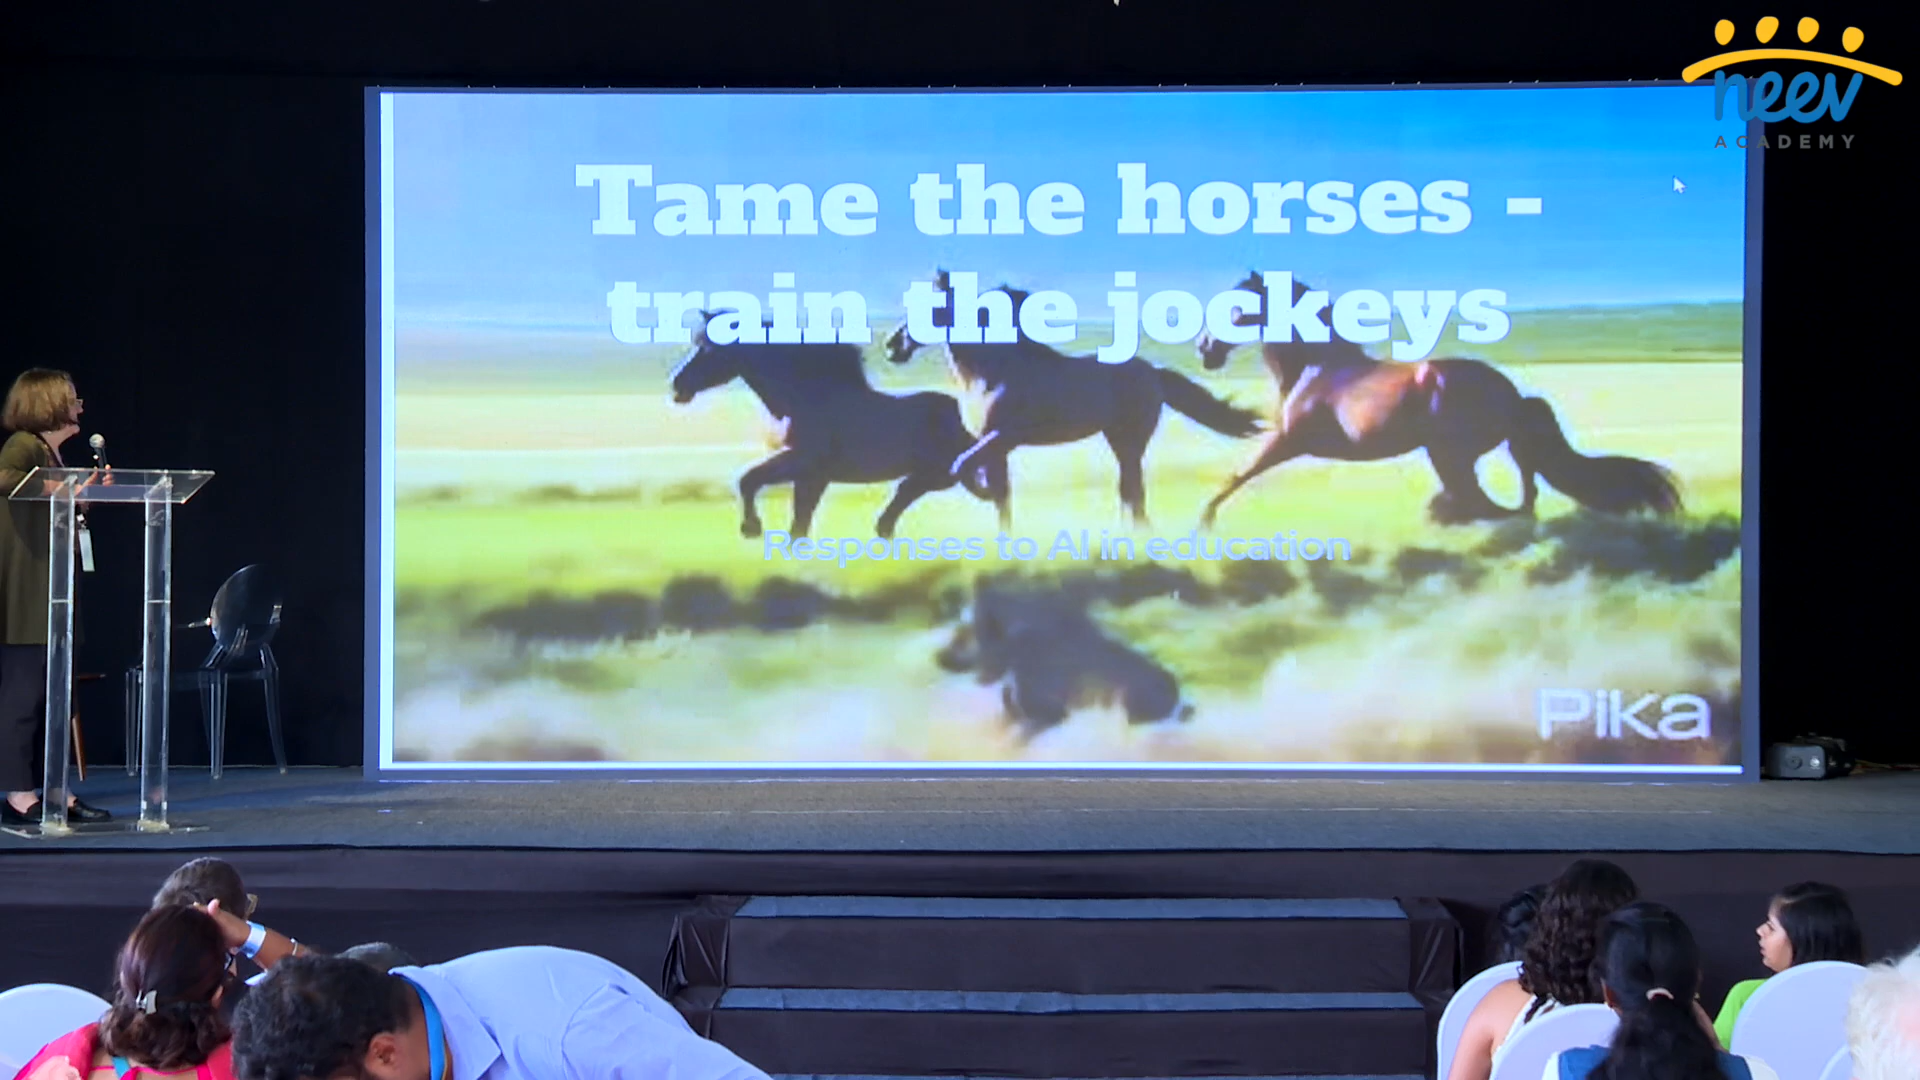 neev
ACADEMY
Tame the horses -
train the jockeys
Responses to AI in education
Pika